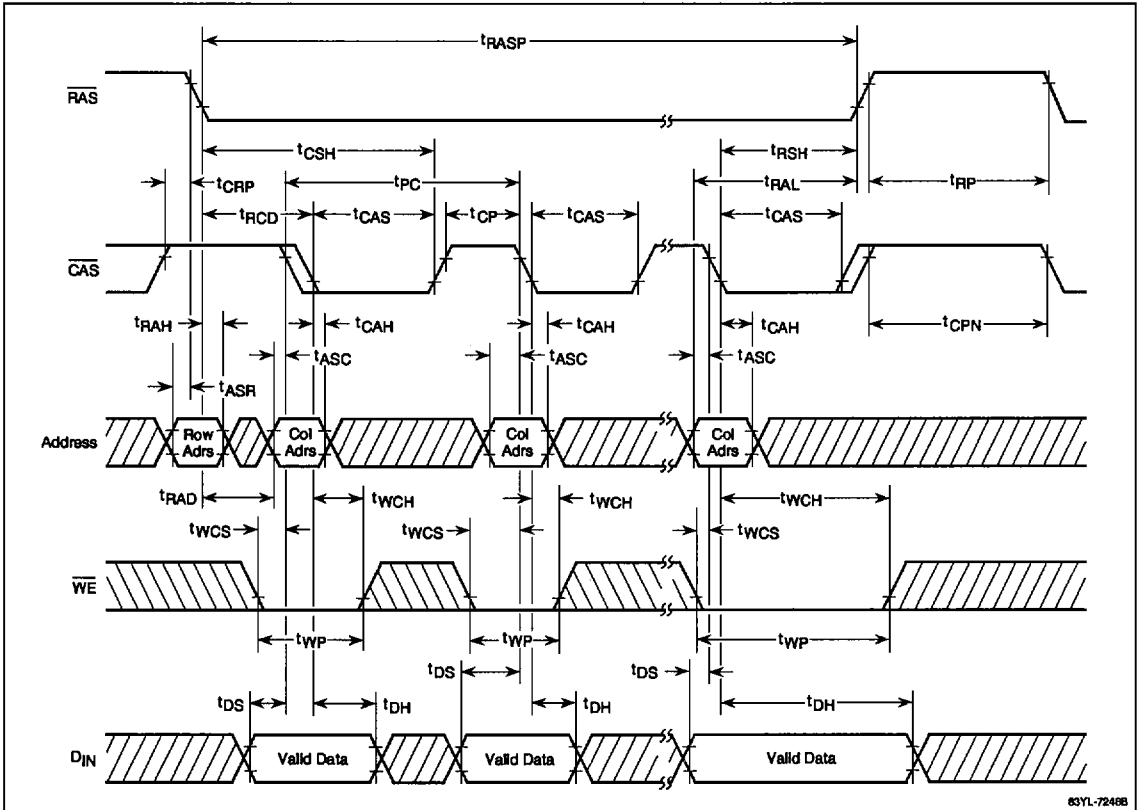 tRASP
RAS
tCSH
tRSH
tCRP
tPC
tRAL
tRP
tRCD
tCAS
tCP
tCAS
tCAS
CAS
tRAH
tCAH
tCAH
tCAH
tCPN
tASC
tASC
tASC
tASR
Address
Row Adrs
Col Adrs
Col Adrs
Col Adrs
tRAD
tWCH
tWCH
tWCH
tWCS
tWCS
tWCS
WE
tWP
tWP
tWP
tDS
tDS
tDS
tDH
tDH
tDH
DIN
Valid Data
Valid Data
Valid Data
83YL-7248B